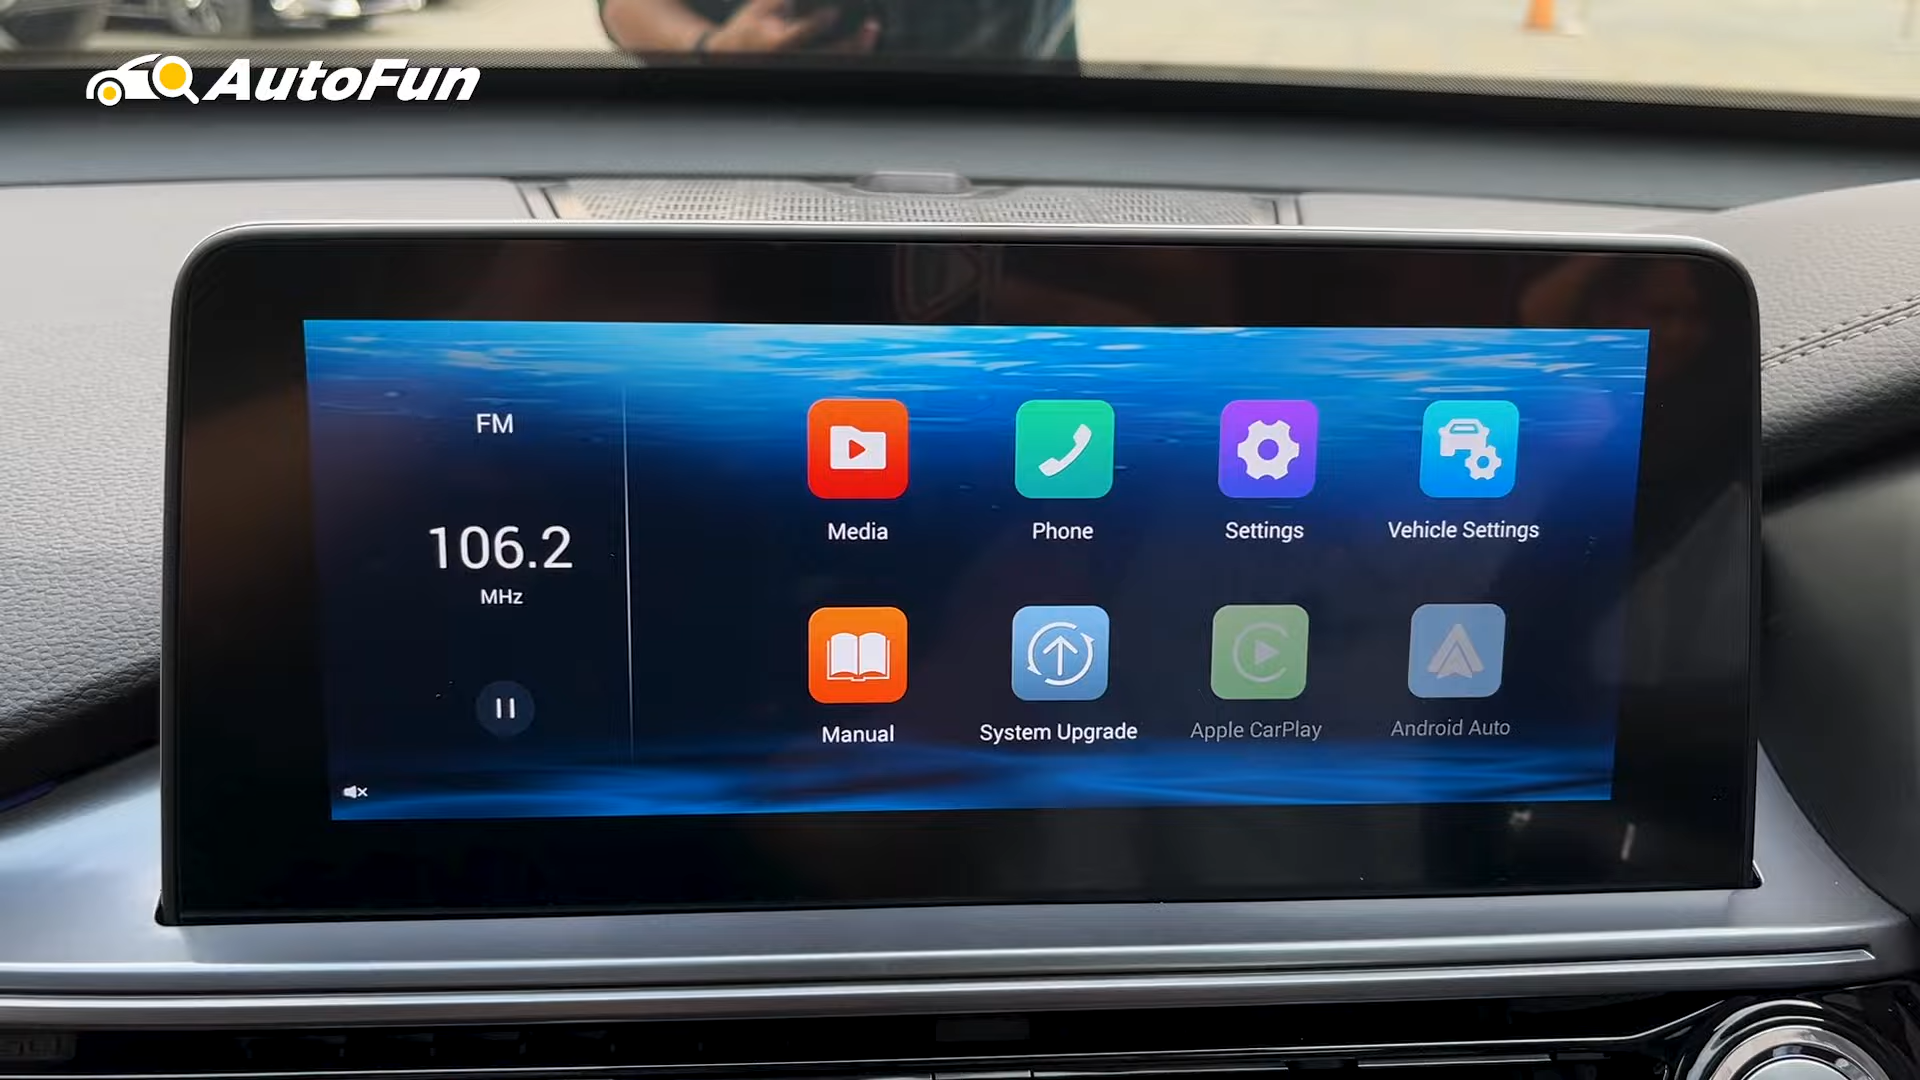 AutoFun
FM
106.2
MHz
Media
Phone
Settings
Vehicle Settings
Manual
System Upgrade
Apple CarPlay
Android Auto